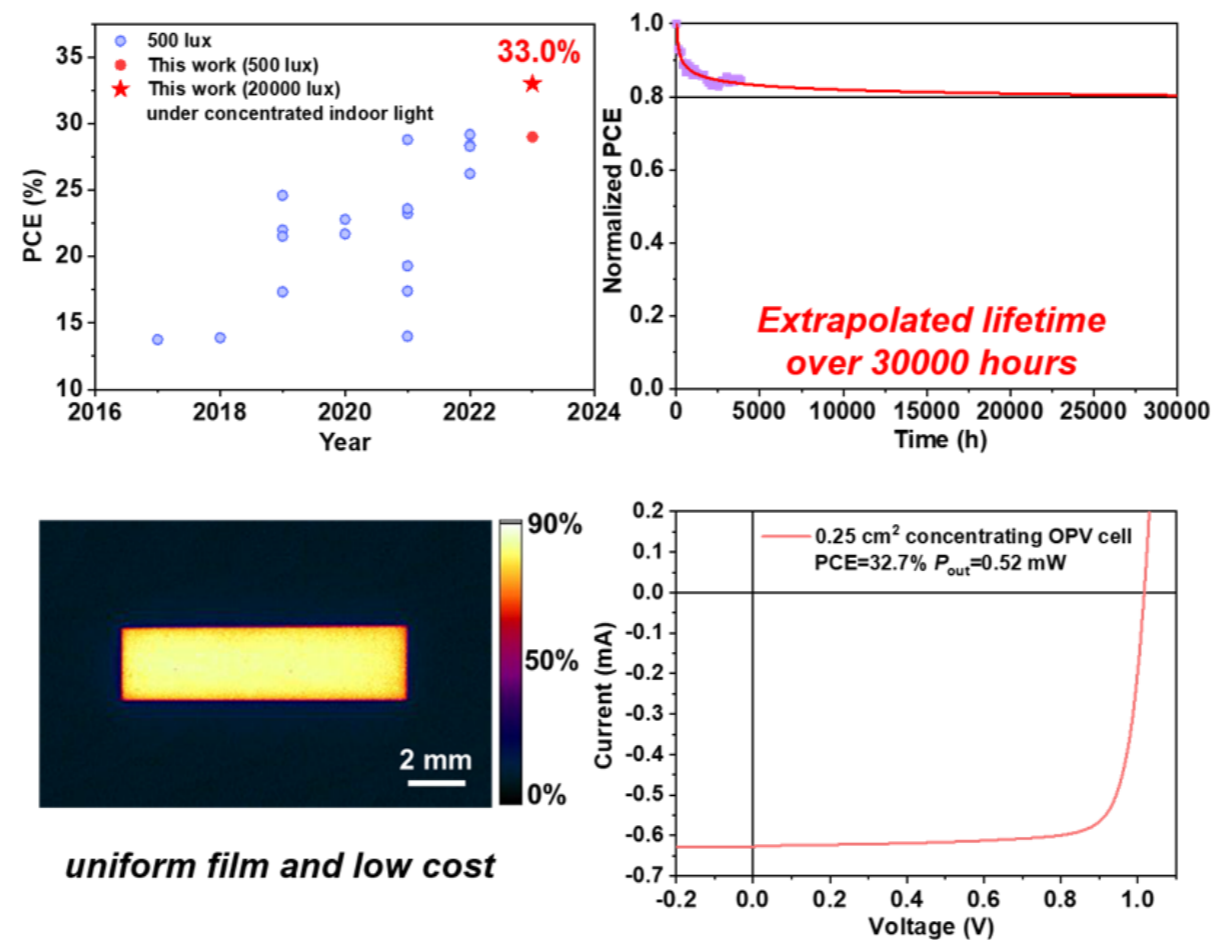 35
30
25
20
15
10
PCE (%)
500 lux
This work (500 lux)
This work (20000 lux)
under concentrated indoor light
33.0%
2016 2018 2020 2022 2024
Year
1.0
0.8
0.6
0.4
0.2
0.0
Normalized PCE
Extrapolated lifetime
over 30000 hours
0 5000 10000 15000 20000 25000 30000
Time (h)
90%
50%
0%
2 mm
uniform film and low cost
0.2
0.1
0.0
-0.1
-0.2
-0.3
-0.4
-0.5
-0.6
-0.7
Current (mA)
0.25 cm² concentrating OPV cell
PCE=32.7% Pout=0.52 mW
-0.2 0.0 0.2 0.4 0.6 0.8 1.0
Voltage (V)